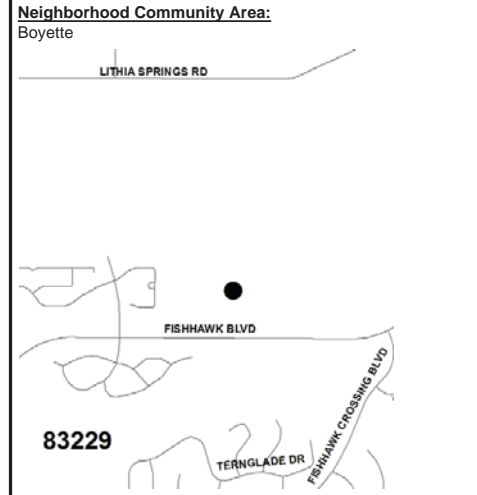 Neighborhood Community Area:
Boyette
LITHIA SPRINGS RD
FISHHAWK BLVD
FISHHAWK CROSSING BLVD
83229
TERNGLADE DR